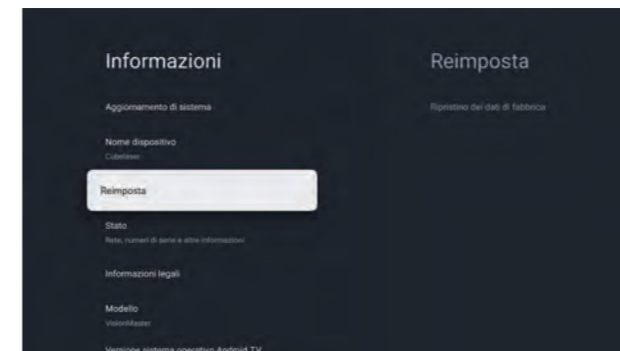 Informazioni
Aggiornamento di sistema
Nome dispositivo
Cubelaser
Reimposta
Stato
Rete, numeri di serie e altre informazioni
Informazioni legali
Modello
VisionMaster
Versione sistema operativo Android TV
Reimposta
Ripristino dei dati di fabbrica